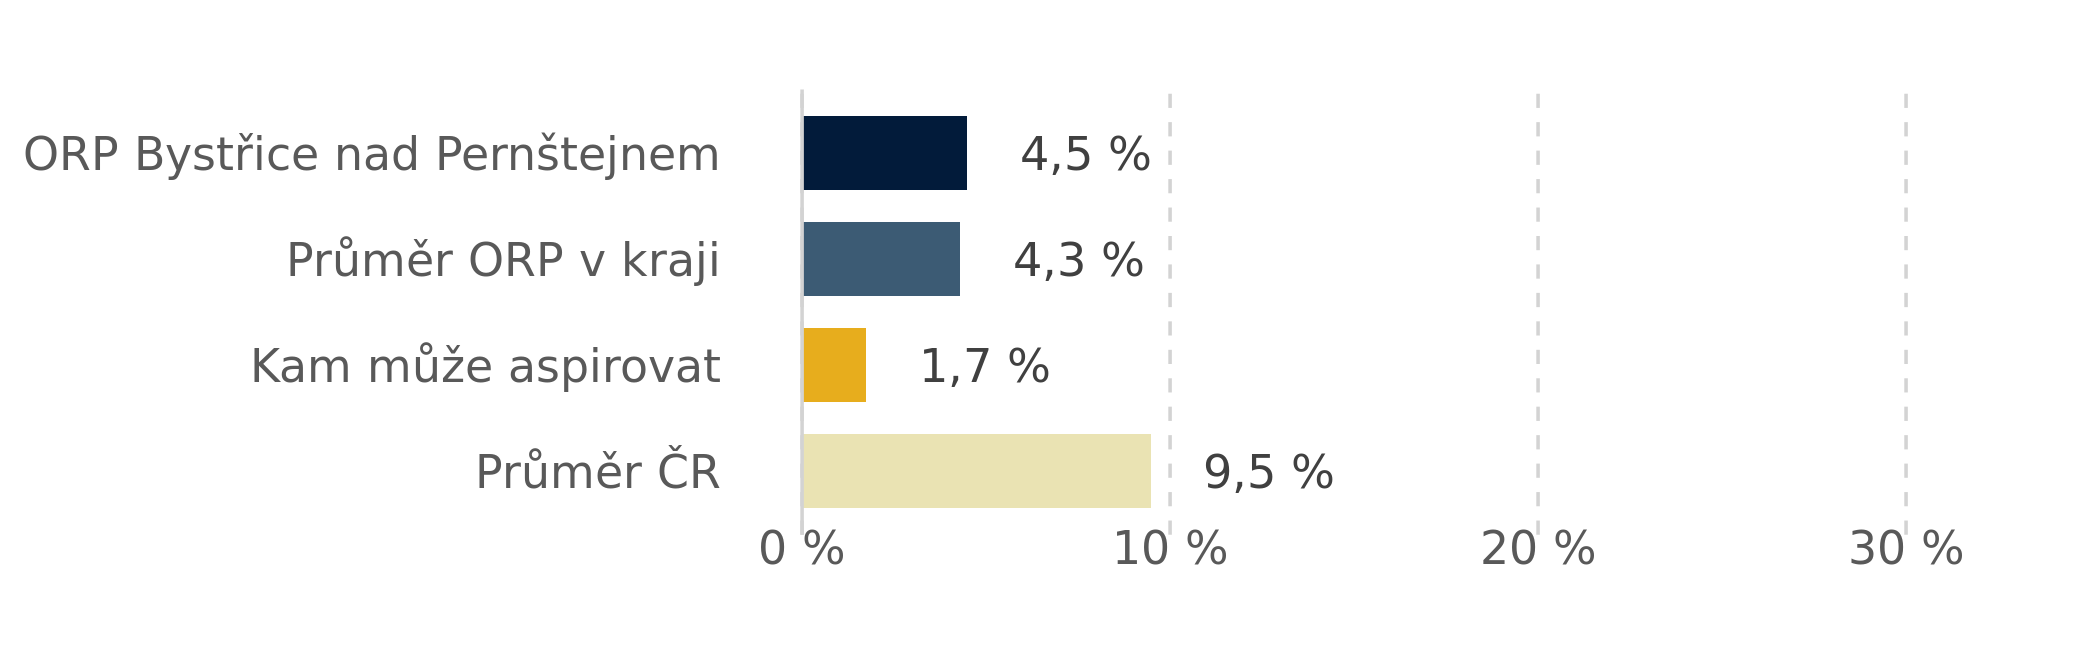 ORP Bystřice nad Pernštejnem 4,5 %
Průměr ORP v kraji 4,3 %
Kam může aspirovat 1,7 %
Průměr ČR 9,5 %
0 % 10 % 20 % 30 %